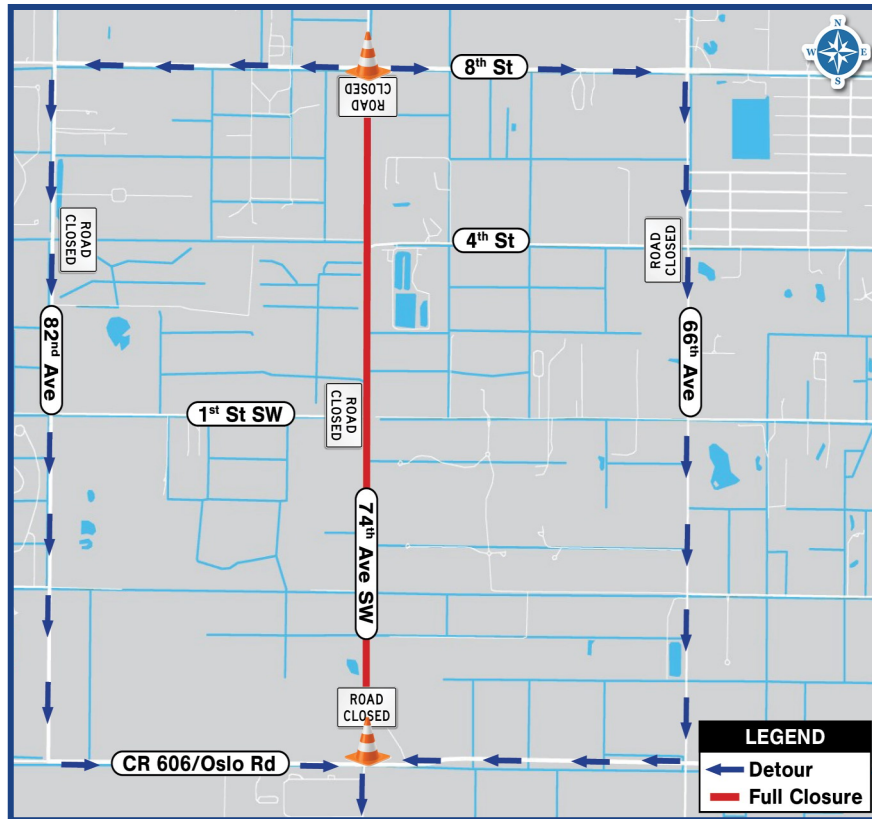 N
W E
S
8th St
ROAD
CLOSED
4th St
ROAD
CLOSED
ROAD
CLOSED
82nd Ave
66th Ave
1st St SW
ROAD
CLOSED
74th Ave SW
ROAD
CLOSED
CR 606/Oslo Rd
LEGEND
Detour
Full Closure